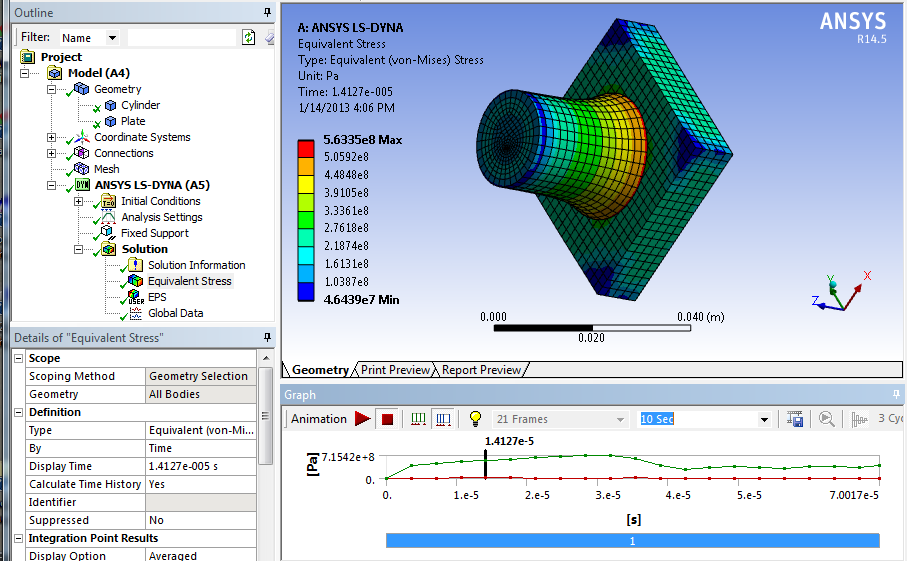 Outline
Filter: Name
Project
Model (A4)
Geometry
Cylinder
Plate
Coordinate Systems
Connections
Mesh
DYN ANSYS LS-DYNA (A5)
T=0 Initial Conditions
Analysis Settings
Fixed Support
Solution
Solution Information
Equivalent Stress
USER EPS
Global Data
Details of "Equivalent Stress"
Scope
Scoping Method Geometry Selection
Geometry All Bodies
Definition
Type Equivalent (von-Mi...
By Time
Display Time 1.4127e-005 s
Calculate Time History Yes
Identifier
Suppressed No
Integration Point Results
Display Option Averaged
A: ANSYS LS-DYNA
Equivalent Stress
Type: Equivalent (von-Mises) Stress
Unit: Pa
Time: 1.4127e-005
1/14/2013 4:06 PM
5.6335e8 Max
5.0592e8
4.4848e8
3.9105e8
3.3361e8
2.7618e8
2.1874e8
1.6131e8
1.0387e8
4.6439e7 Min
ANSYS
R14.5
Y
X
Z
0.000 0.040 (m)
0.020
Geometry Print Preview Report Preview
Graph
Animation 21 Frames 10 Sec 3 Cyc
1.4127e-5
[Pa]
7.1542e+8
0.
0. 1.e-5 2.e-5 3.e-5 4.e-5 5.e-5 7.0017e-5
[s]
1